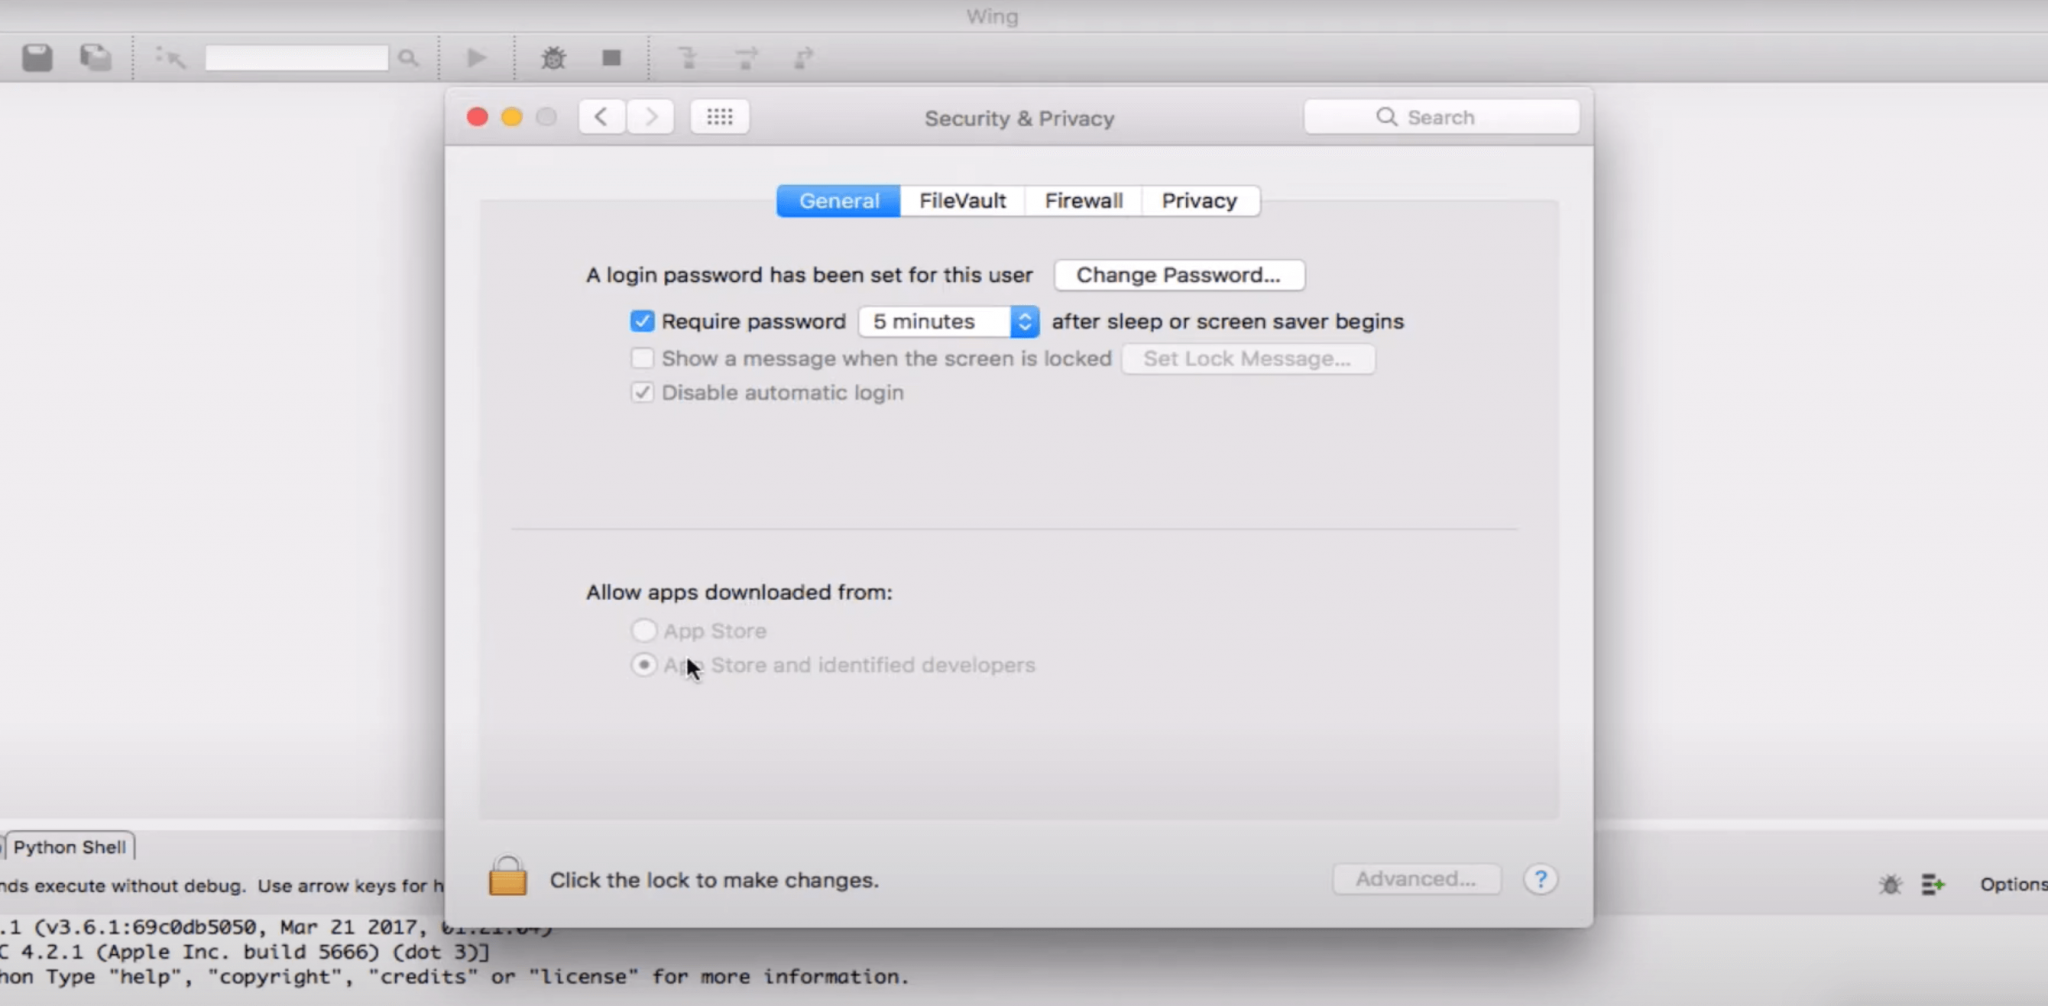 Wing
Security & Privacy
Search
General FileVault Firewall Privacy
A login password has been set for this user Change Password...
Require password 5 minutes after sleep or screen saver begins
Show a message when the screen is locked Set Lock Message...
Disable automatic login
Allow apps downloaded from:
App Store
App Store and identified developers
Click the lock to make changes.
Advanced... ?
Python Shell
nds execute without debug. Use arrow keys for h
Options
.1 (v3.6.1:69c0db5050, Mar 21 2017,
C 4.2.1 (Apple Inc. build 5666) (dot 3)]
hon Type "help", "copyright", "credits" or "license" for more information.